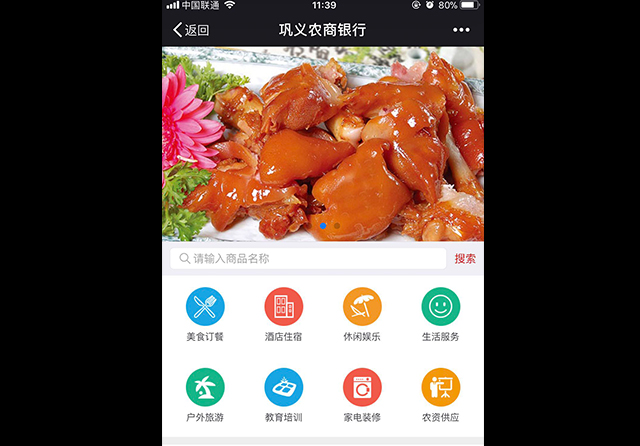 中国联通 11:39 80%
返回 巩义农商银行
请输入商品名称 搜索
美食订餐 酒店住宿 休闲娱乐 生活服务
户外旅游 教育培训 家电装修 农资供应